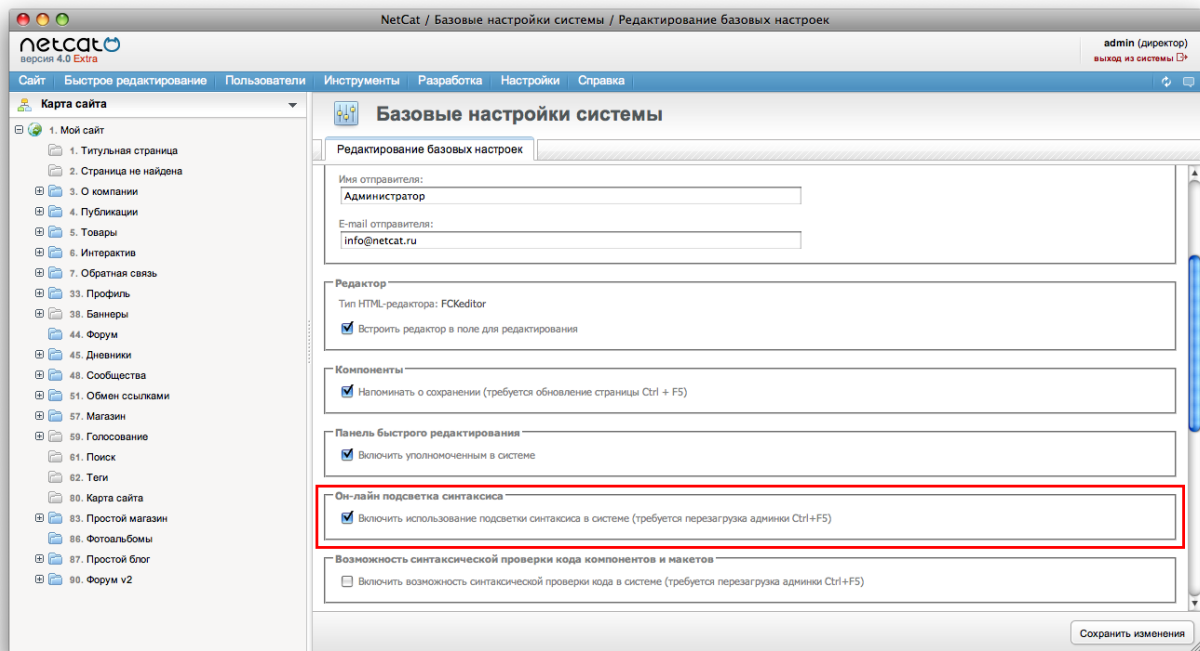 NetCat / Базовые настройки системы / Редактирование базовых настроек
netcat
версия 4.0 Extra
admin (директор)
выход из системы
Сайт Быстрое редактирование Пользователи Инструменты Разработка Настройки Справка
Карта сайта
1. Мой сайт
1. Титульная страница
2. Страница не найдена
3. О компании
4. Публикации
5. Товары
6. Интерактив
7. Обратная связь
33. Профиль
38. Баннеры
44. Форум
45. Дневники
48. Сообщества
51. Обмен ссылками
57. Магазин
59. Голосование
61. Поиск
62. Теги
80. Карта сайта
83. Простой магазин
86. Фотоальбомы
87. Простой блог
90. Форум v2
Базовые настройки системы
Редактирование базовых настроек
Имя отправителя:
Администратор
E-mail отправителя:
info@netcat.ru
Редактор
Тип HTML-редактора: FCKeditor
Встроить редактор в поле для редактирования
Компоненты
Напоминать о сохранении (требуется обновление страницы Ctrl + F5)
Панель быстрого редактирования
Включить уполномоченным в системе
Он-лайн подсветка синтаксиса
Включить использование подсветки синтаксиса в системе (требуется перезагрузка админки Ctrl+F5)
Возможность синтаксической проверки кода компонентов и макетов
Включить возможность синтаксической проверки кода в системе (требуется перезагрузка админки Ctrl+F5)
Сохранить изменения